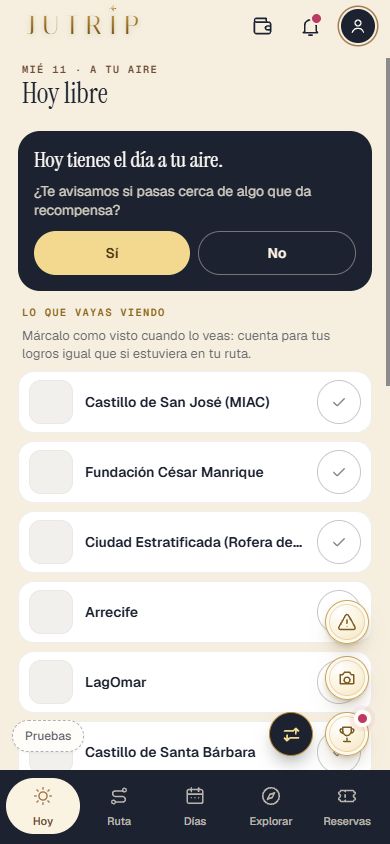 JUTRIP
MIÉ 11 · A TU AIRE
Hoy libre
Hoy tienes el día a tu aire.
¿Te avisamos si pasas cerca de algo que da
recompensa?
Sí
No
LO QUE VAYAS VIENDO
Márcalo como visto cuando lo veas: cuenta para tus
logros igual que si estuviera en tu ruta.
Castillo de San José (MIAC)
Fundación César Manrique
Ciudad Estratificada (Rofera de...
Arrecife
LagOmar
Pruebas
Castillo de Santa Bárbara
Hoy
Ruta
Días
Explorar
Reservas